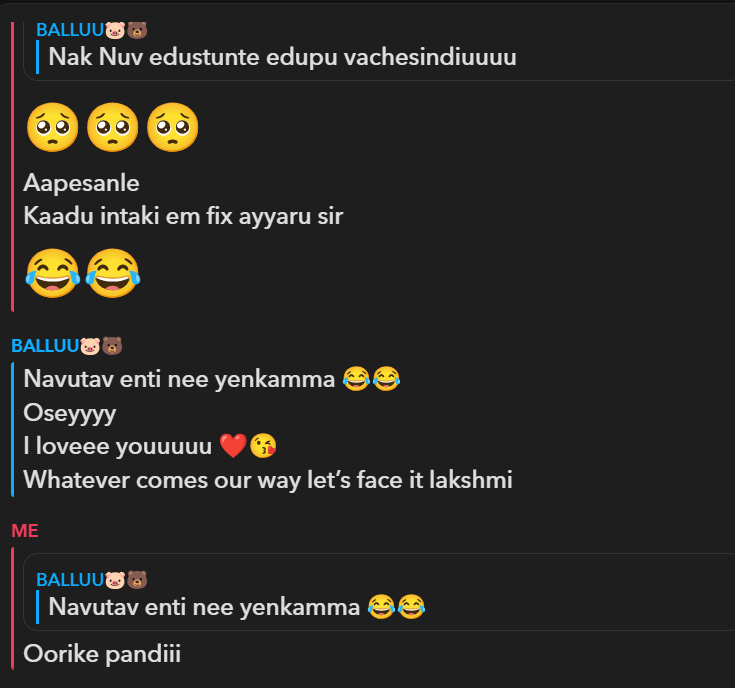 BALLUU🐷🐻
Nak Nuv edustunte edupu vachesindiuuuu
🥺🥺🥺
Aapesanle
Kaadu intaki em fix ayyaru sir
😂😂
BALLUU🐷🐻
Navutav enti nee yenkamma 😂😂
Oseyyyy
I loveee youuuuu ❤️😘
Whatever comes our way let’s face it lakshmi
ME
BALLUU🐷🐻
Navutav enti nee yenkamma 😂😂
Oorike pandiii